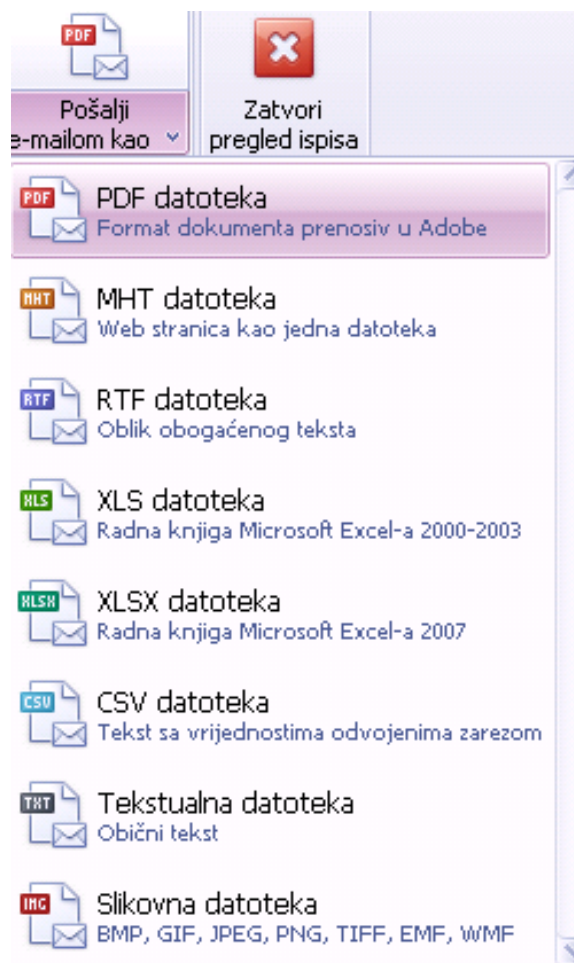 PDF
Pošalji
e-mailom kao
Zatvori
pregled ispisa
PDF
PDF datoteka
Format dokumenta prenosiv u Adobe
MHT
MHT datoteka
Web stranica kao jedna datoteka
RTF
RTF datoteka
Oblik obogaćenog teksta
XLS
XLS datoteka
Radna knjiga Microsoft Excel-a 2000-2003
XLSX
XLSX datoteka
Radna knjiga Microsoft Excel-a 2007
CSV
CSV datoteka
Tekst sa vrijednostima odvojenima zarezom
TXT
Tekstualna datoteka
Obični tekst
IMG
Slikovna datoteka
BMP, GIF, JPEG, PNG, TIFF, EMF, WMF